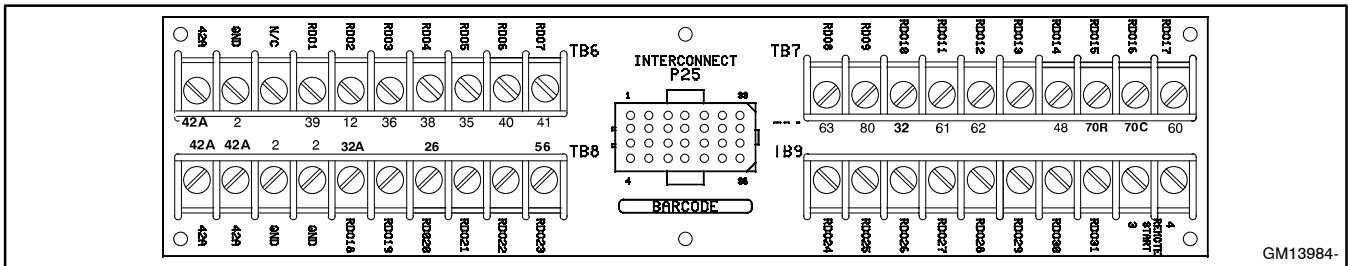 42A GND N/C RDO1 RDO2 RDO3 RDO4 RDO5 RDO6 RDO7
TB6
42A 2 39 12 36 38 35 40 41
42A 42A 2 2 32A 26 56
TB8
42A 42A GND GND RDO18 RDO19 RDO20 RDO21 RDO22 RDO23
INTERCONNECT
P25
1 33
4 36
BARCODE
RDO8 RDO9 RDO10 RDO11 RDO12 RDO13 RDO14 RDO15 RDO16 RDO17
TB7
63 80 32 61 62 48 70R 70C 60
TB9
RDO24 RDO25 RDO26 RDO27 RDO28 RDO29 RDO30 RDO31 3 4
REMOTE
START
GM13984-